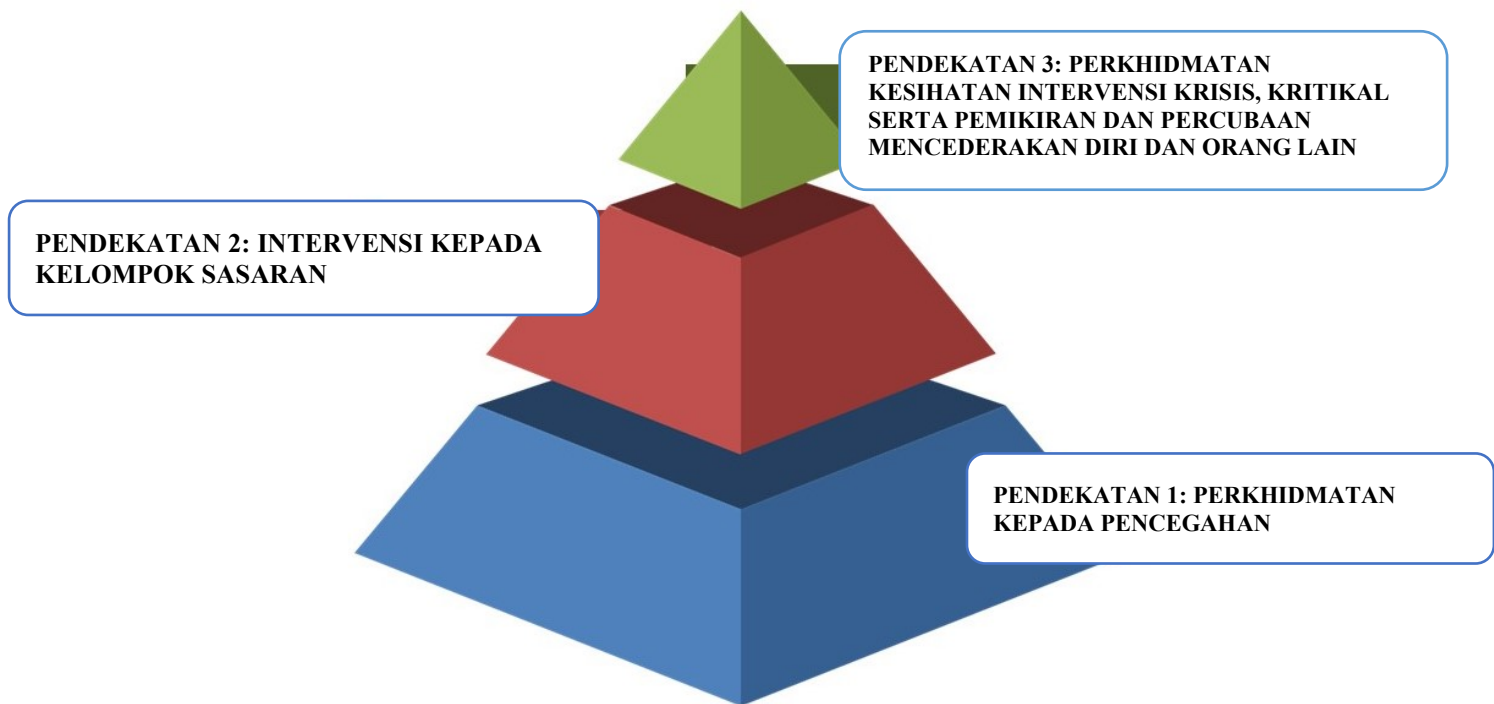 PENDEKATAN 3: PERKHIDMATAN
KESIHATAN INTERVENSI KRISIS, KRITIKAL
SERTA PEMIKIRAN DAN PERCUBAAN
MENCEDERAKAN DIRI DAN ORANG LAIN
PENDEKATAN 2: INTERVENSI KEPADA
KELOMPOK SASARAN
PENDEKATAN 1: PERKHIDMATAN
KEPADA PENCEGAHAN